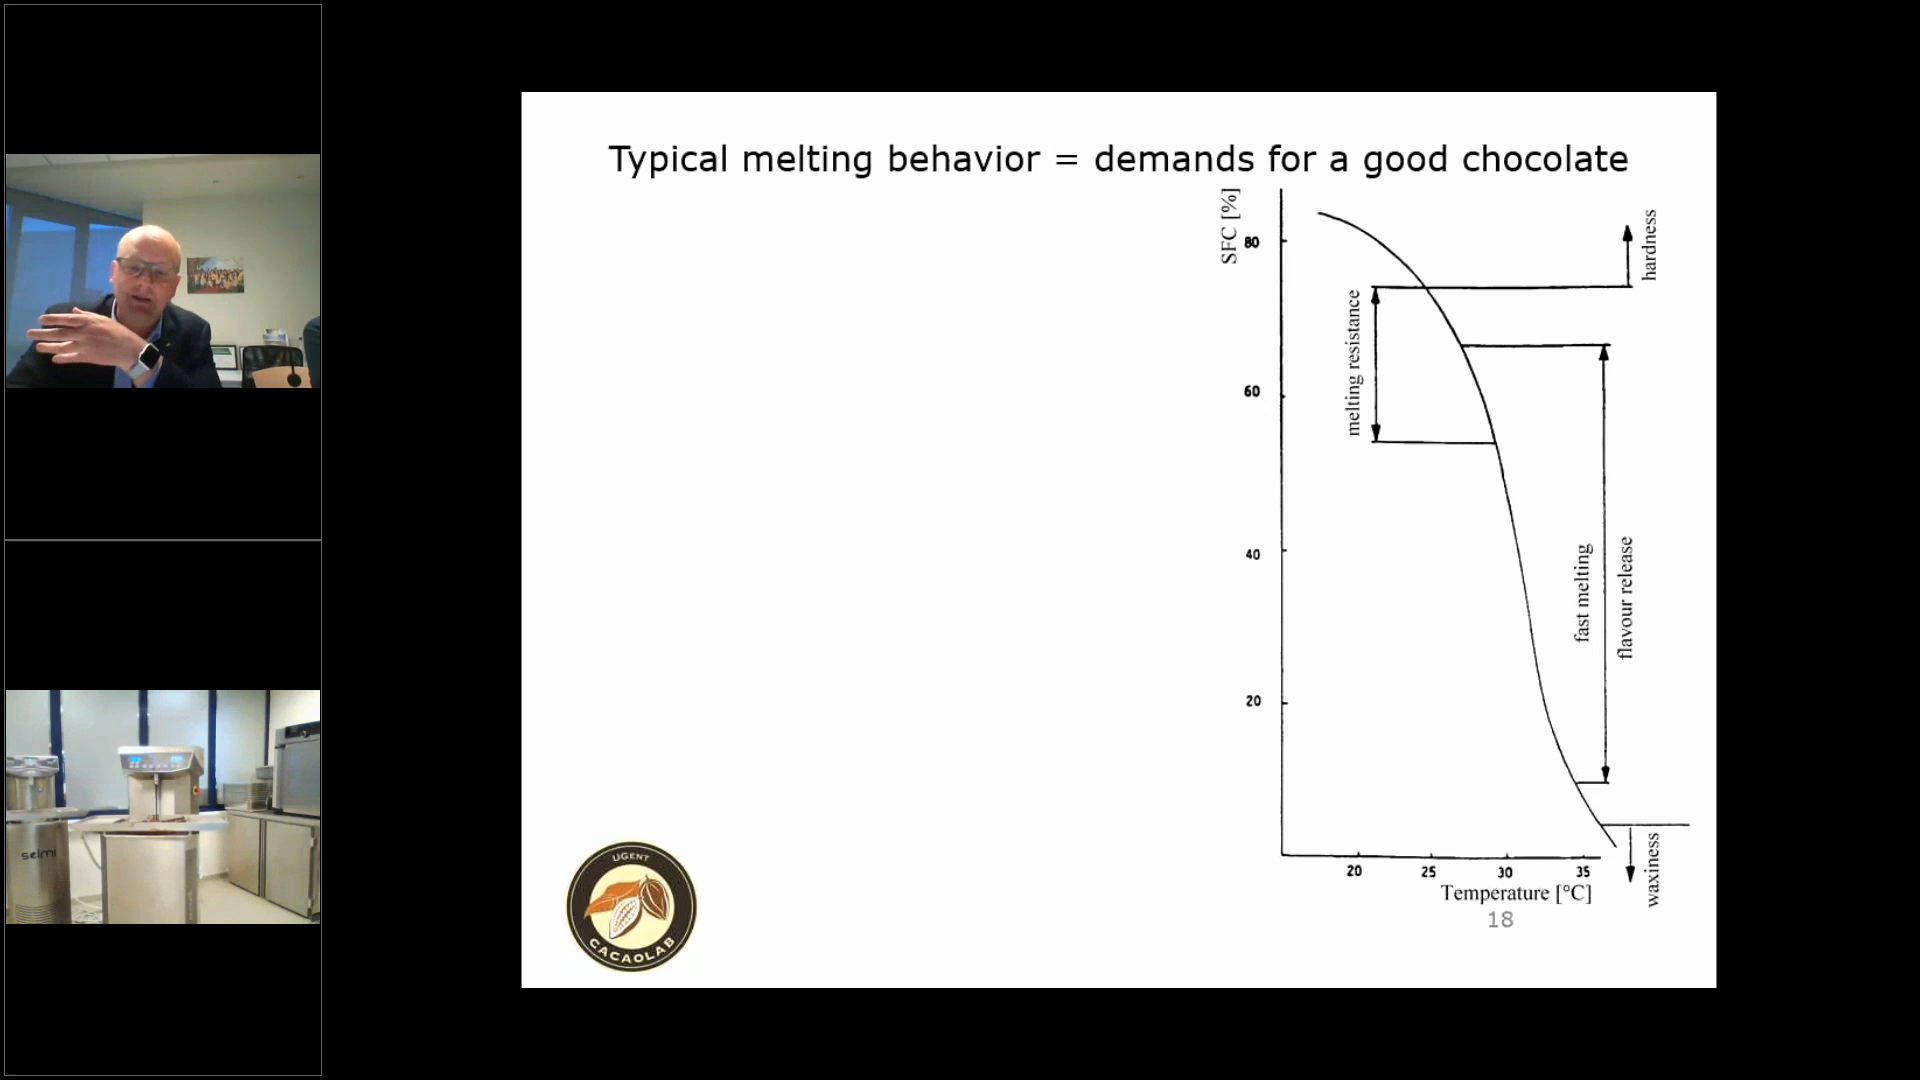 Typical melting behavior = demands for a good chocolate
SFC [%]
80
60
40
20
hardness
melting resistance
fast melting
flavour release
waxiness
20 25 30 35
Temperature [°C]
18
UGENT
CACAOLAB
selmi